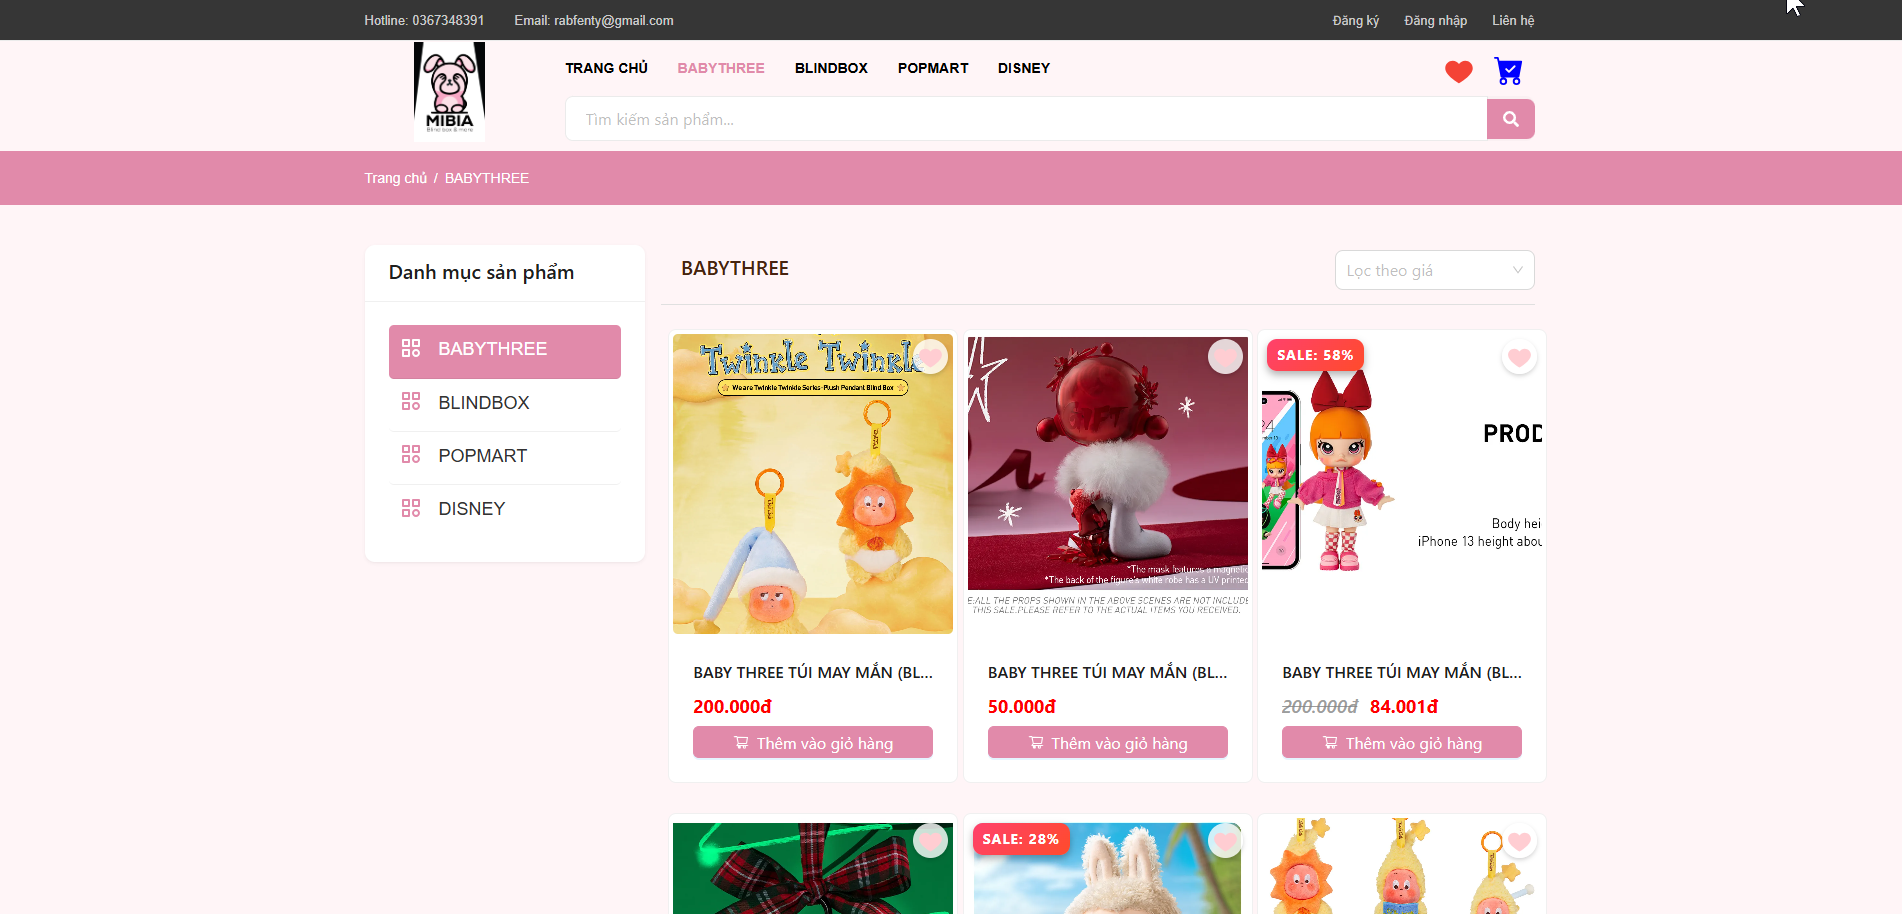 Hotline: 0367348391 Email: rabfenty@gmail.com Đăng ký Đăng nhập Liên hệ
MIBIA
Blind box & more
TRANG CHỦ BABYTHREE BLINDBOX POPMART DISNEY
Tìm kiếm sản phẩm...
Trang chủ / BABYTHREE
Danh mục sản phẩm
BABYTHREE
BLINDBOX
POPMART
DISNEY
BABYTHREE
Lọc theo giá
Twinkle Twinkle
We are Twinkle Twinkle Series-Plush Pendant Blind Box
*The mask features a magnetic
*The back of the figure's white robe has a UV printed
E:ALL THE PROPS SHOWN IN THE ABOVE SCENES ARE NOT INCLUDE
THIS SALE.PLEASE REFER TO THE ACTUAL ITEMS YOU RECEIVED.
SALE: 58%
PROD
Body hei
iPhone 13 height abou
BABY THREE TÚI MAY MẮN (BL...
200.000đ
Thêm vào giỏ hàng
BABY THREE TÚI MAY MẮN (BL...
50.000đ
Thêm vào giỏ hàng
BABY THREE TÚI MAY MẮN (BL...
200.000đ 84.001đ
Thêm vào giỏ hàng
SALE: 28%